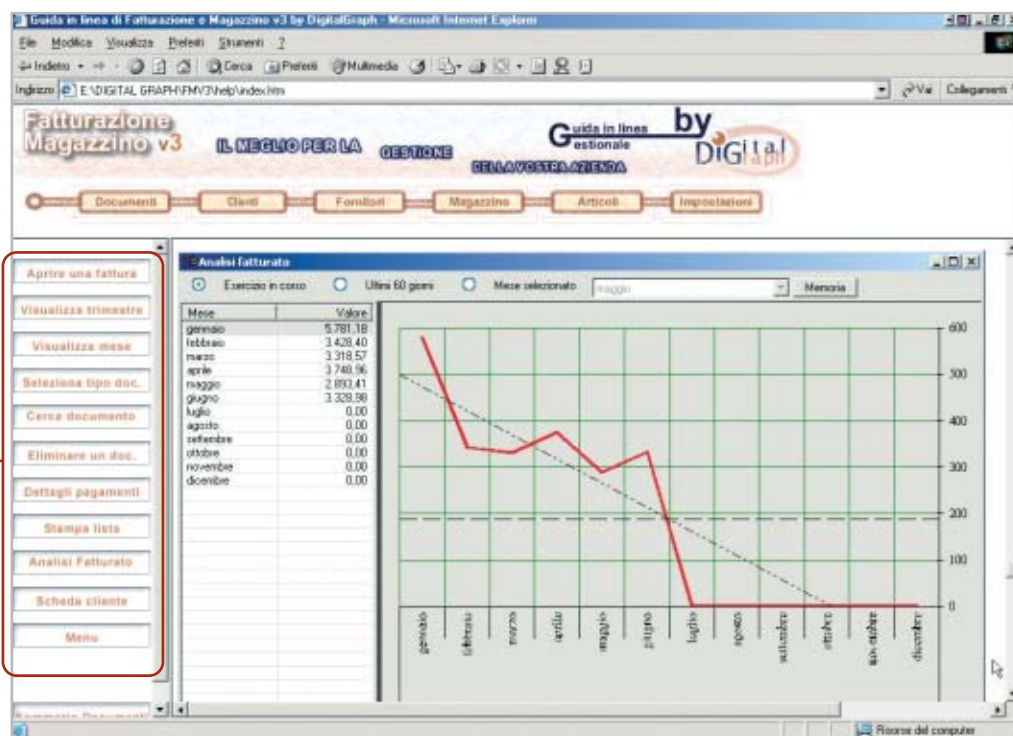 Guida in linea di Fatturazione e Magazzino v3 by DigitalGraph - Microsoft Internet Explorer
File Modifica Visualizza Preferiti Strumenti ?
Indietro Cerca Preferiti Multimedia
Indirizzo E:\DIGITAL GRAPH\FMV3\help\index.htm Vai Collegamenti
Fatturazione
Magazzino v3
IL MEGLIO PER LA GESTIONE
DELLA VOSTRA AZIENDA
Guida in linea
Gestionale
by
DiGital
Graph
Documenti Clienti Fornitori Magazzino Articoli Impostazioni
Aprire una fattura
Visualizza trimestre
Visualizza mese
Seleziona tipo doc.
Cerca documento
Eliminare un doc.
Dettagli pagamenti
Stampa lista
Analisi Fatturato
Scheda cliente
Menu
Sommario Documenti
Analisi fatturato
Esercizio in corso Ultimi 60 giorni Mese selezionato maggio Memoria
Mese Valore
gennaio 5.781,18
febbraio 3.428,40
marzo 3.318,57
aprile 3.748,96
maggio 2.893,41
giugno 3.328,98
luglio 0,00
agosto 0,00
settembre 0,00
ottobre 0,00
novembre 0,00
dicembre 0,00
600
500
400
300
200
100
0
gennaio febbraio marzo aprile maggio giugno luglio agosto settembre ottobre novembre dicembre
Risorse del computer